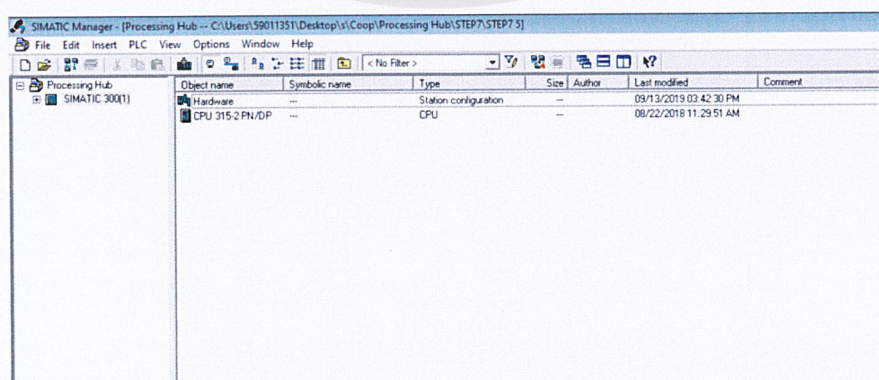 SIMATIC Manager - [Processing Hub -- C:\Users\59011351\Desktop\s\Coop\Processing Hub\STEP7\STEP7 5]
File Edit Insert PLC View Options Window Help
< No Filter >
Processing Hub
SIMATIC 300(1)
Object name Symbolic name Type Size Author Last modified Comment
Hardware --- Station configuration --- 09/13/2019 03:42:30 PM
CPU 315-2 PN/DP --- CPU --- 08/22/2018 11:29:51 AM